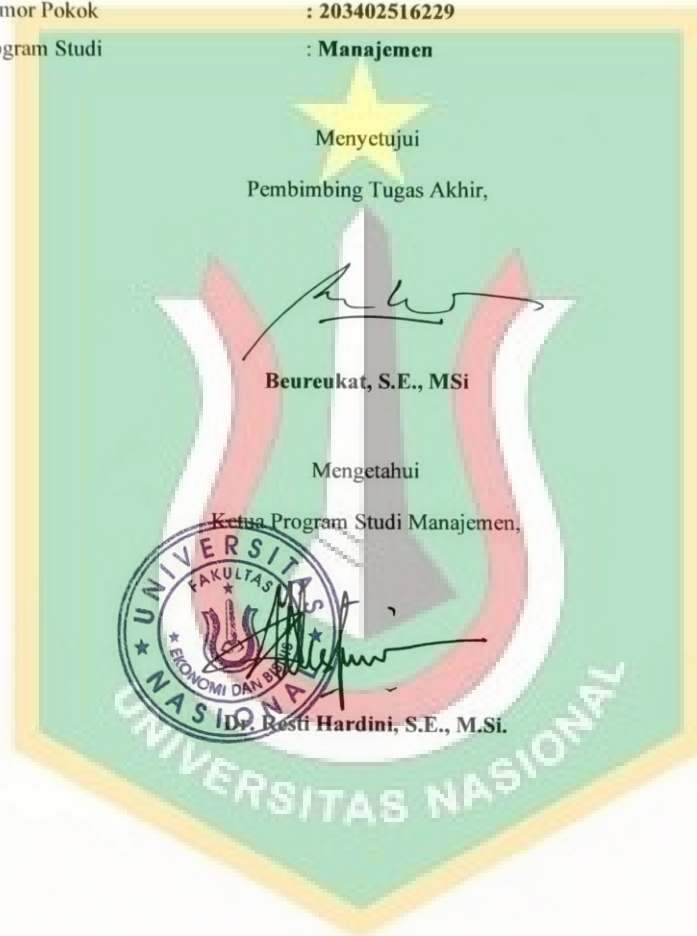 mor Pokok : 203402516229
gram Studi : Manajemen
Menyetujui
Pembimbing Tugas Akhir,
Beureukat, S.E., MSi
Mengetahui
Ketua Program Studi Manajemen,
UNIVERSITAS NASIONAL
FAKULTAS
EKONOMI DAN BISNIS
Dr. Resti Hardini, S.E., M.Si.
UNIVERSITAS NASIONAL